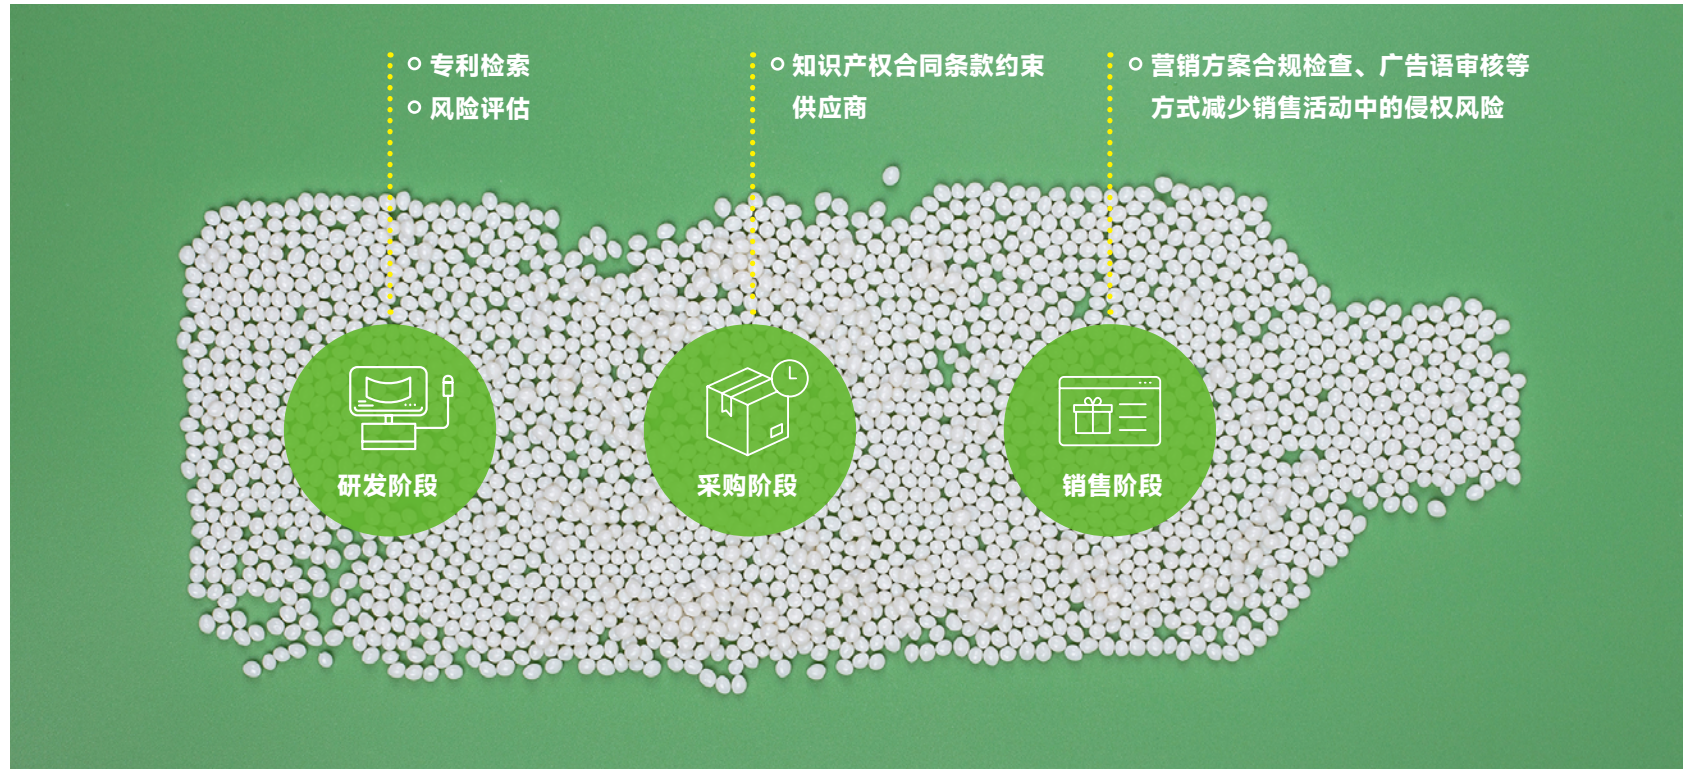 专利检索
风险评估
知识产权合同条款约束
供应商
营销方案合规检查、广告语审核等
方式减少销售活动中的侵权风险
研发阶段
采购阶段
销售阶段